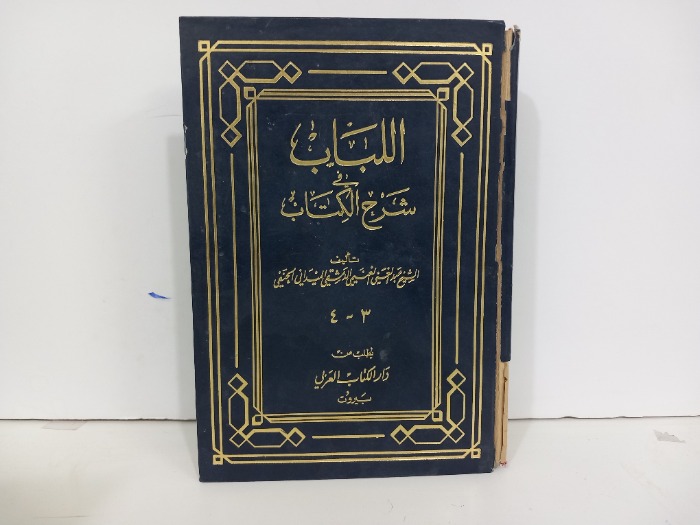 اللباب
في
شرح الكتاب
تأليف
الشيخ عبد الغني الغنيمي الدمشقي الميداني الحنفي
٣ - ٤
يطلب من
دار الكتاب العربي
بيروت